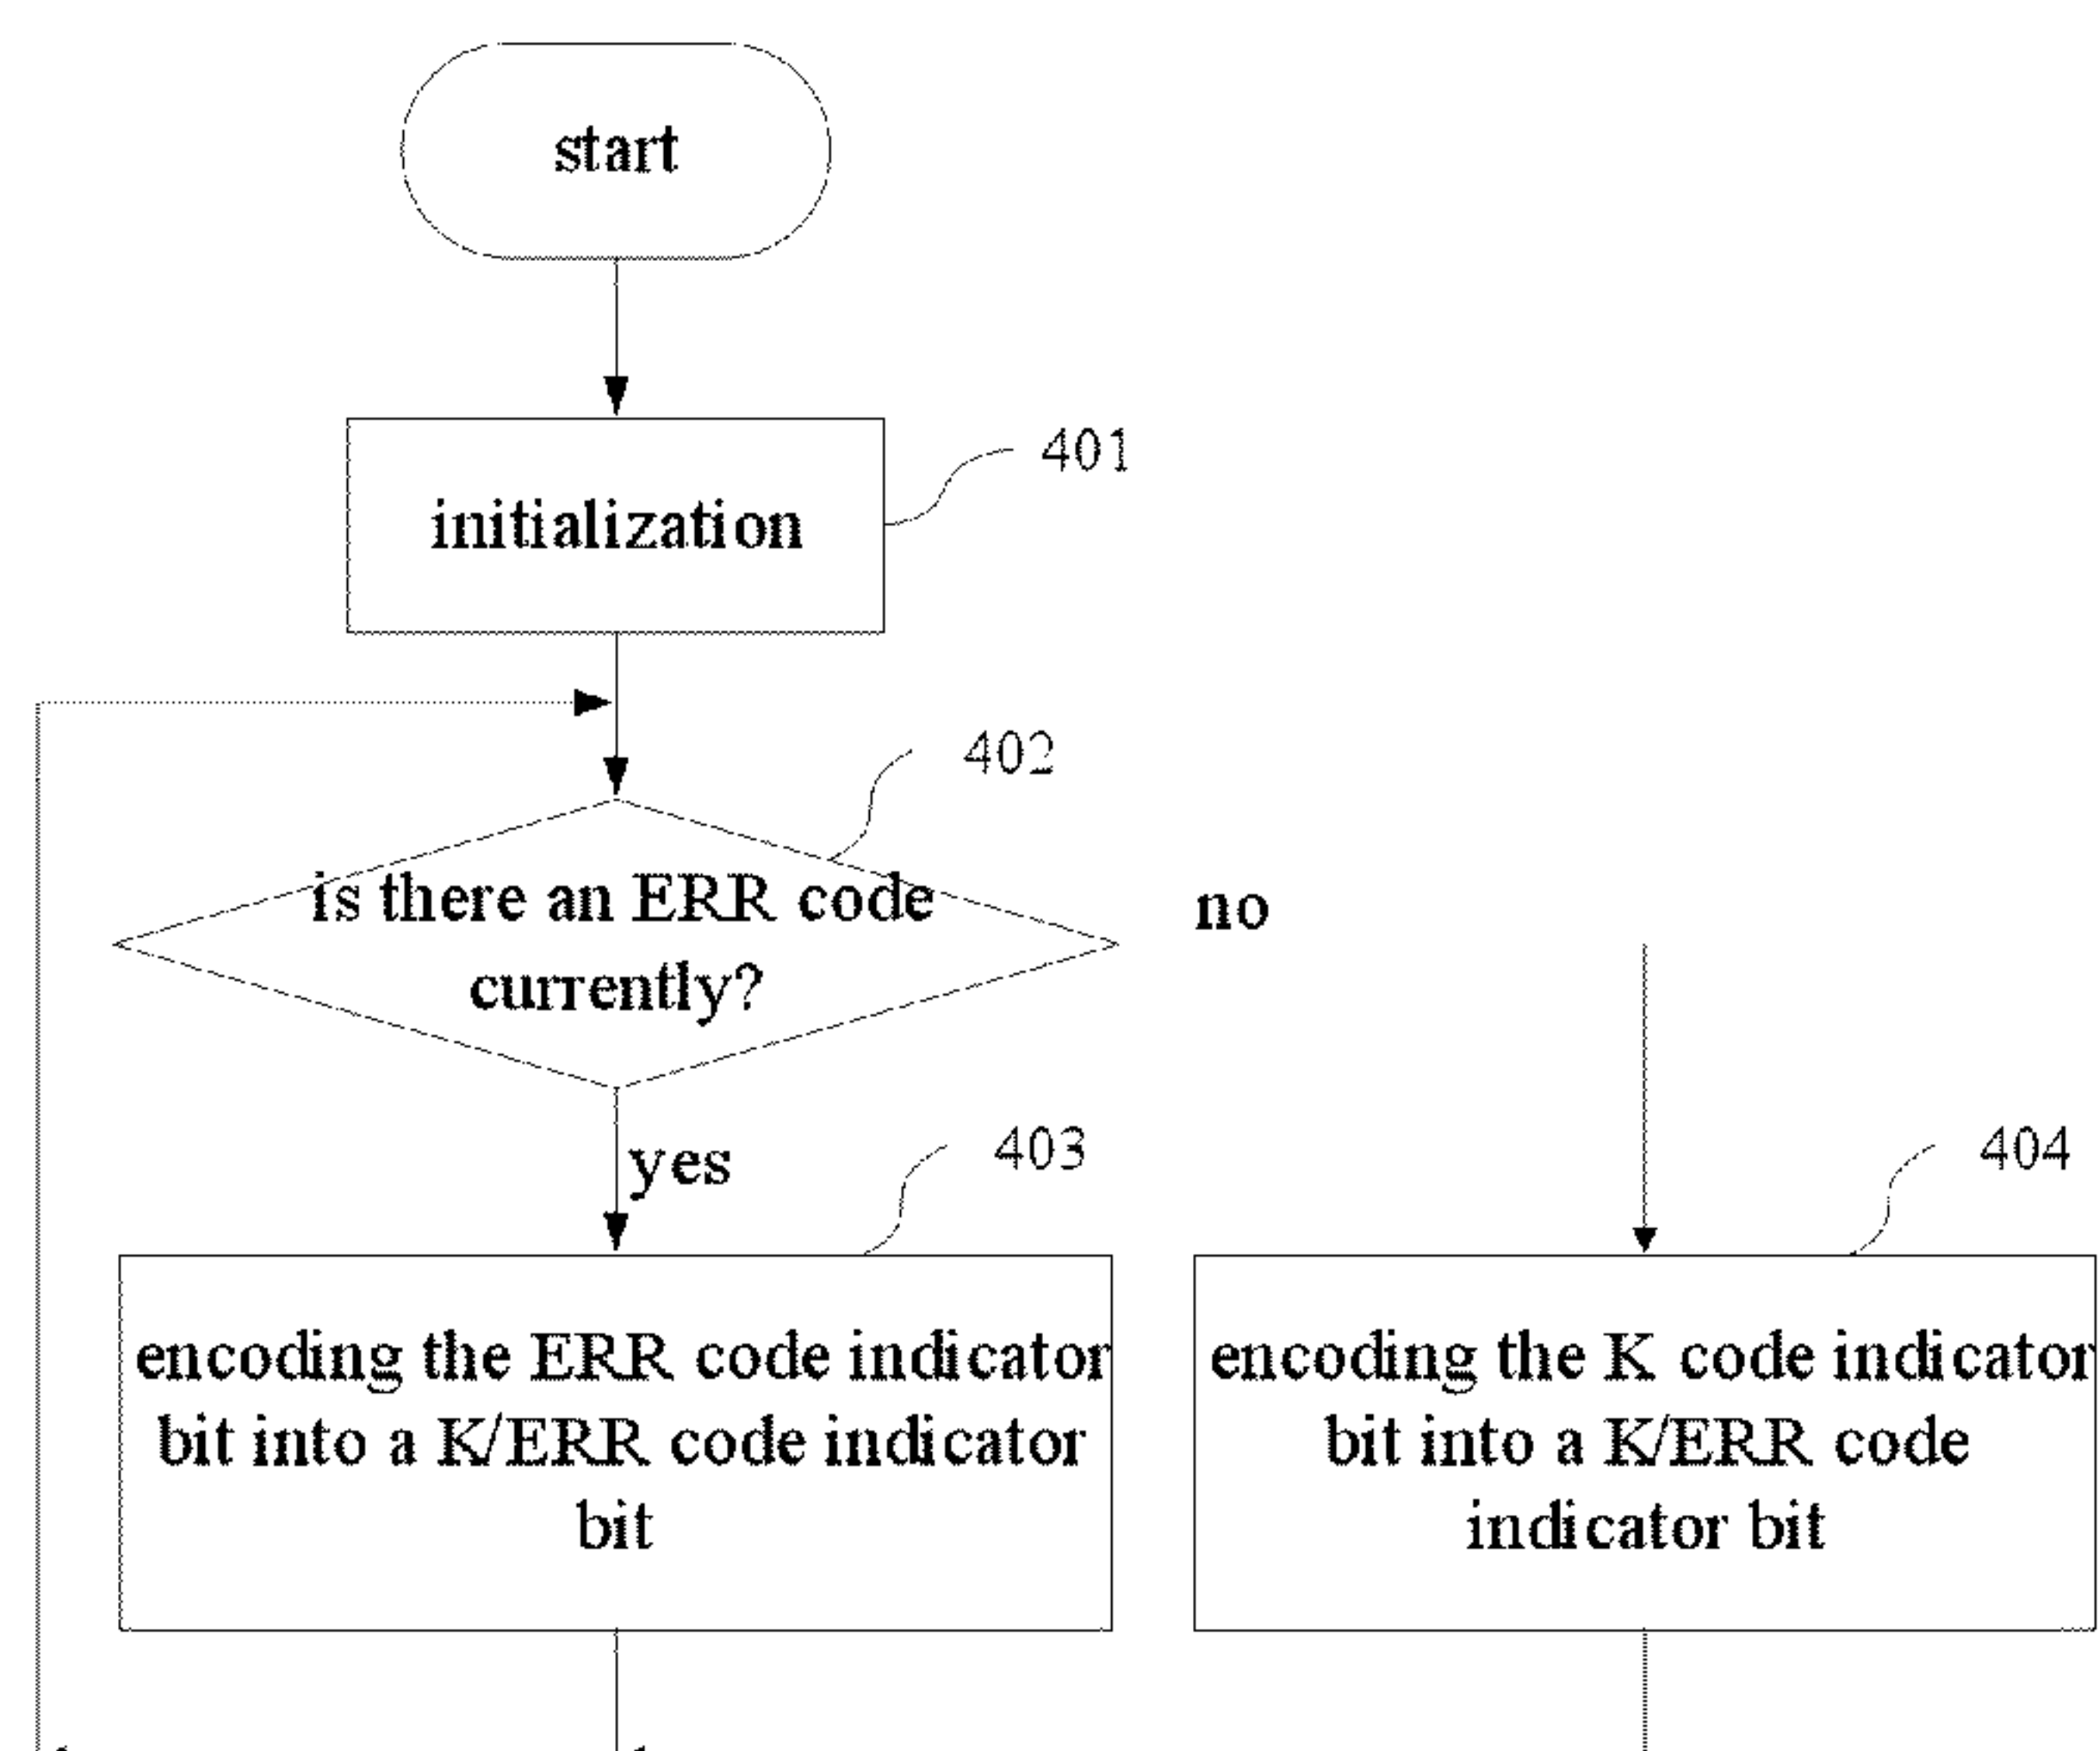 start
401
initialization
402
is there an ERR code
currently?
no
yes
403
404
encoding the ERR code indicator
bit into a K/ERR code indicator
bit
encoding the K code indicator
bit into a K/ERR code
indicator bit